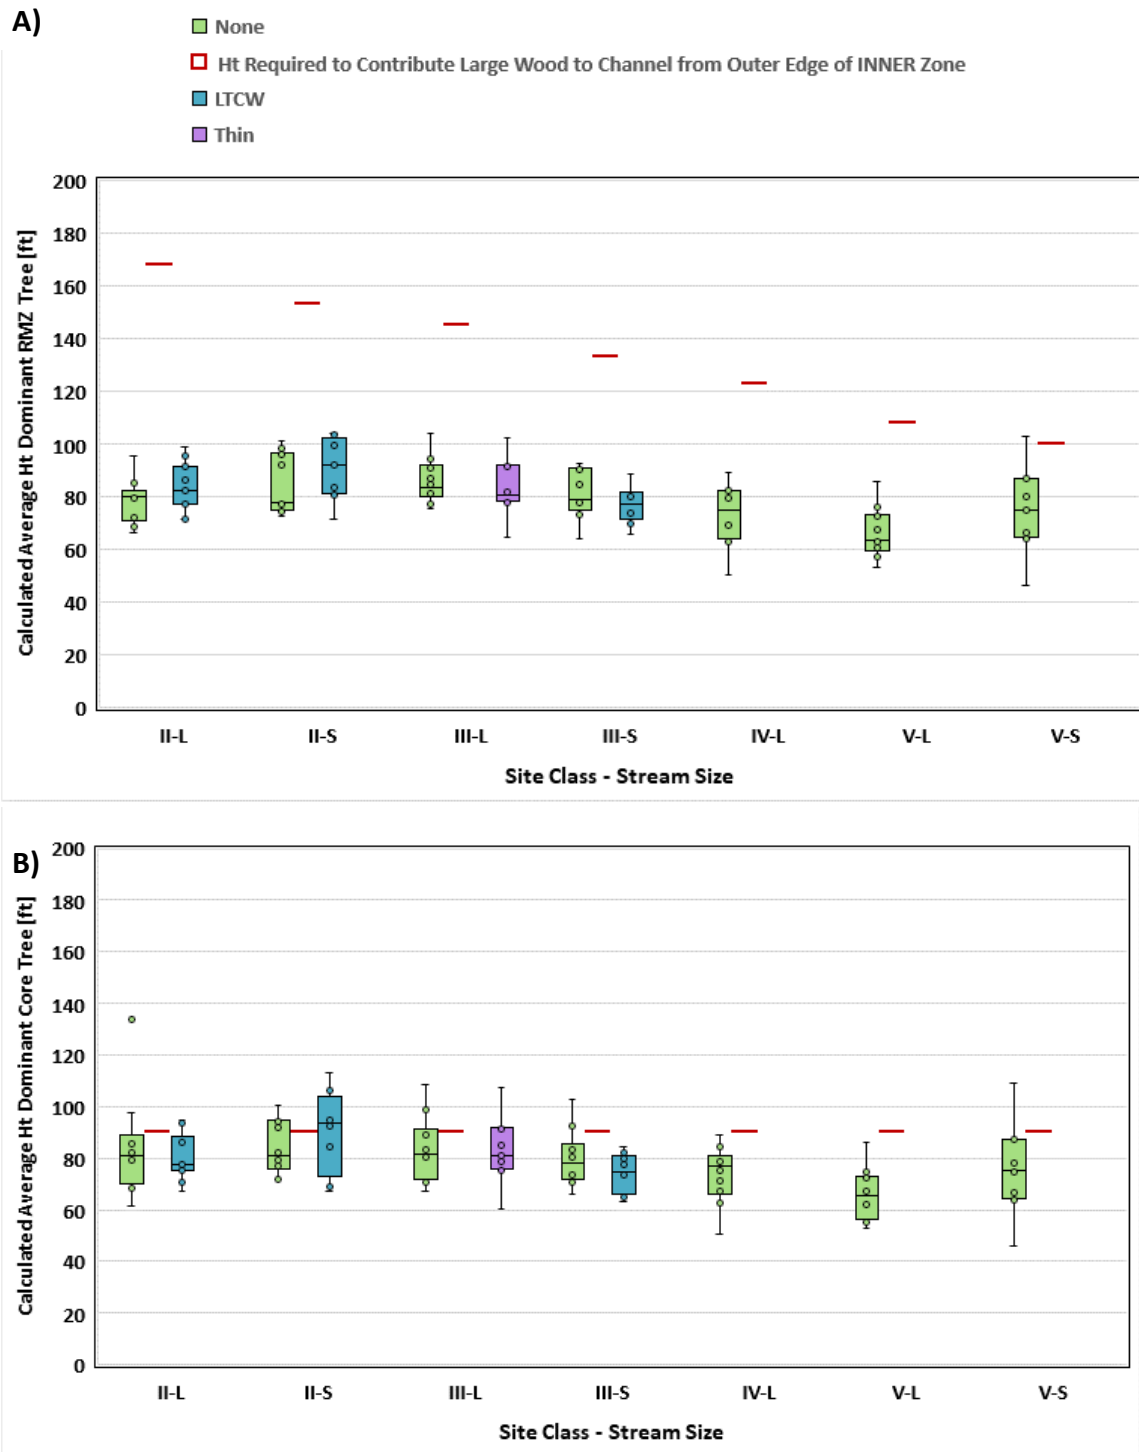 A)
None
Ht Required to Contribute Large Wood to Channel from Outer Edge of INNER Zone
LTCW
Thin
Calculated Average Ht Dominant RMZ Tree [ft]
200
180
160
140
120
100
80
60
40
20
0
II-L II-S III-L III-S IV-L V-L V-S
Site Class - Stream Size
B)
Calculated Average Ht Dominant Core Tree [ft]
200
180
160
140
120
100
80
60
40
20
0
II-L II-S III-L III-S IV-L V-L V-S
Site Class - Stream Size